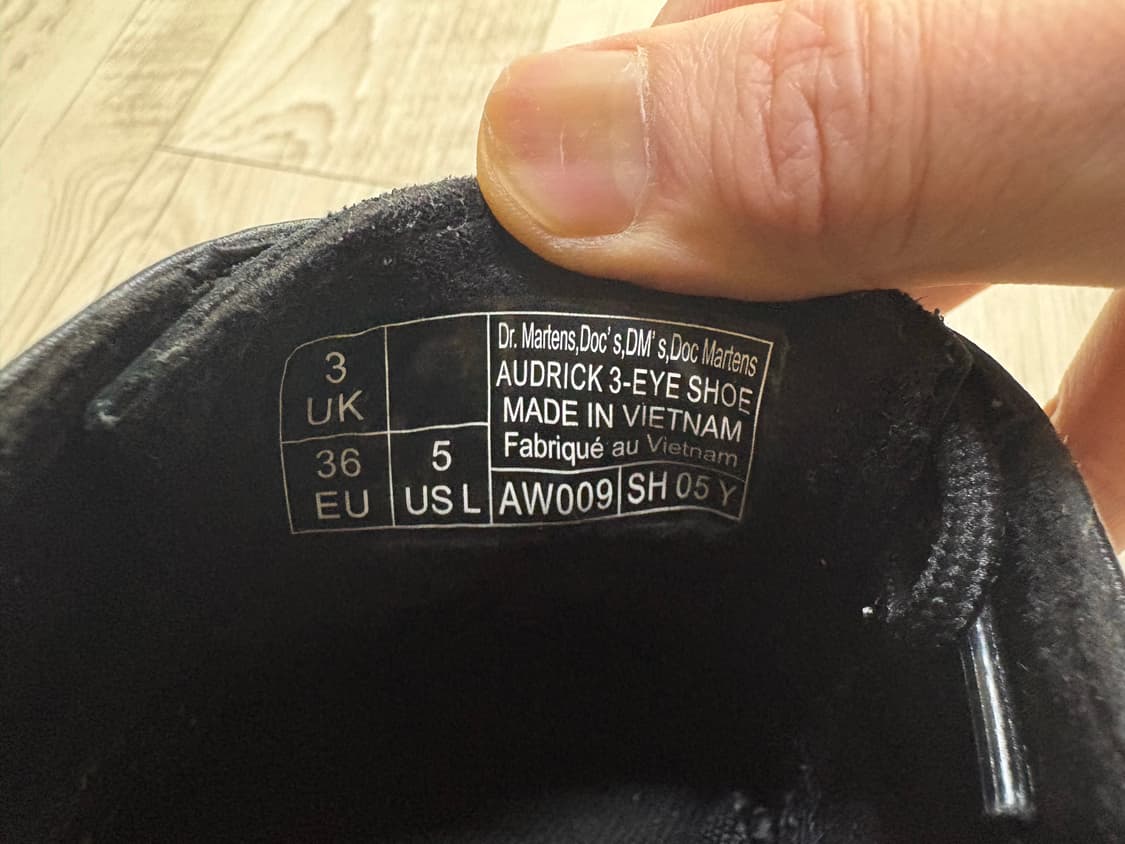 3
UK
36
EU
5
US L
Dr. Martens,Doc's,DM's,Doc Martens
AUDRICK 3-EYE SHOE
MADE IN VIETNAM
Fabriqué au Vietnam
AW009
SH 05 Y